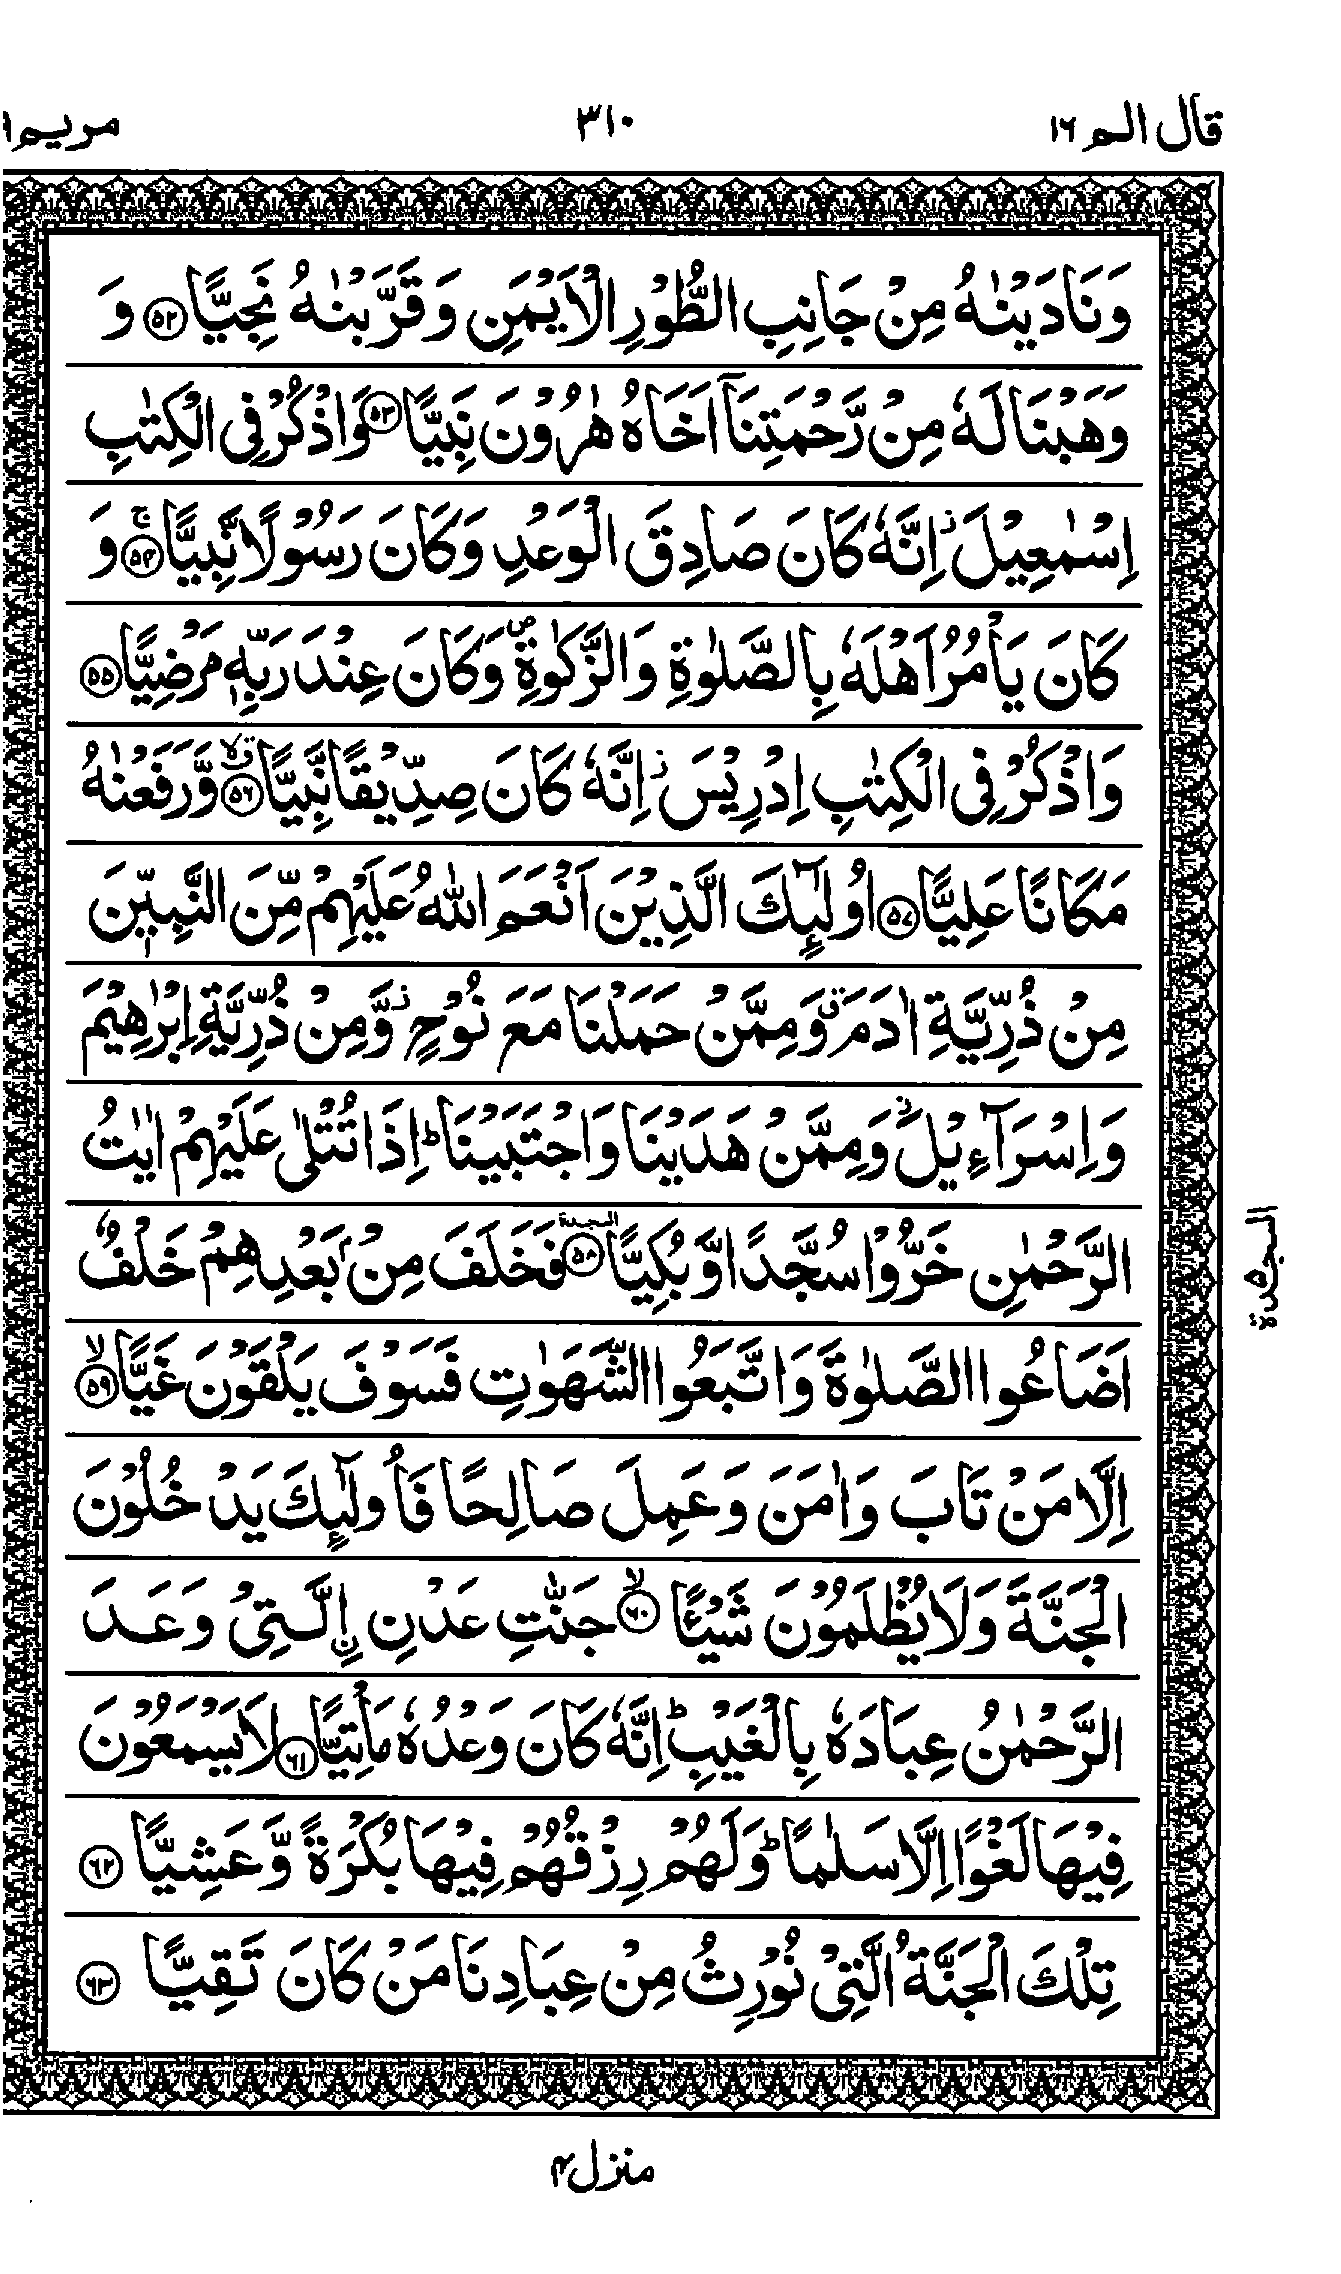 قال الم ١٦
٣١٠
مريم ١
وَنَادَيْنٰهُ مِنْ جَانِبِ الطُّوْرِ الْاَيْمَنِ وَقَرَّبْنٰهُ نَجِيًّا ﴿٥٢﴾ وَ
وَهَبْنَا لَهٗ مِنْ رَّحْمَتِنَاۤ اَخَاهُ هٰرُوْنَ نَبِيًّا ﴿٥٣﴾ وَاذْكُرْ فِى الْكِتٰبِ
اِسْمٰعِيْلَ ز اِنَّهٗ كَانَ صَادِقَ الْوَعْدِ وَكَانَ رَسُوْلًا نَّبِيًّا ۚ﴿٥٤﴾ وَ
كَانَ يَاْمُرُ اَهْلَهٗ بِالصَّلٰوةِ وَالزَّكٰوةِ ص وَكَانَ عِنْدَ رَبِّهٖ مَرْضِيًّا ﴿٥٥﴾
وَاذْكُرْ فِى الْكِتٰبِ اِدْرِيْسَ ز اِنَّهٗ كَانَ صِدِّيْقًا نَّبِيًّا ق لا ﴿٥٦﴾ وَّرَفَعْنٰهُ
مَكَانًا عَلِيًّا ﴿٥٧﴾ اُولٰٓئِكَ الَّذِيْنَ اَنْعَمَ اللّٰهُ عَلَيْهِمْ مِّنَ النَّبِيّٖنَ
مِنْ ذُرِّيَّةِ اٰدَمَ ق وَمِمَّنْ حَمَلْنَا مَعَ نُوْحٍ ز وَّمِنْ ذُرِّيَّةِ اِبْرٰهِيْمَ
وَاِسْرَآءِيْلَ ز وَمِمَّنْ هَدَيْنَا وَاجْتَبَيْنَا ط اِذَا تُتْلٰى عَلَيْهِمْ اٰيٰتُ
الرَّحْمٰنِ خَرُّوْا سُجَّدًا وَّبُكِيًّا ﴿٥٨﴾ السجدة فَخَلَفَ مِنْۢ بَعْدِهِمْ خَلْفٌ
اَضَاعُوا الصَّلٰوةَ وَاتَّبَعُوا الشَّهَوٰتِ فَسَوْفَ يَلْقَوْنَ غَيًّا ۙ﴿٥٩﴾
اِلَّا مَنْ تَابَ وَاٰمَنَ وَعَمِلَ صَالِحًا فَاُولٰٓئِكَ يَدْخُلُوْنَ
الْجَنَّةَ وَلَا يُظْلَمُوْنَ شَيْئًا ۙ﴿٦٠﴾ جَنّٰتِ عَدْنِ ࣙالَّتِىْ وَعَدَ
الرَّحْمٰنُ عِبَادَهٗ بِالْغَيْبِ ط اِنَّهٗ كَانَ وَعْدُهٗ مَاْتِيًّا ﴿٦١﴾ لَا يَسْمَعُوْنَ
فِيْهَا لَغْوًا اِلَّا سَلٰمًا ط وَلَهُمْ رِزْقُهُمْ فِيْهَا بُكْرَةً وَّعَشِيًّا ﴿٦٢﴾
تِلْكَ الْجَنَّةُ الَّتِىْ نُوْرِثُ مِنْ عِبَادِنَا مَنْ كَانَ تَقِيًّا ﴿٦٣﴾
السجدة ٥
منزل ٤